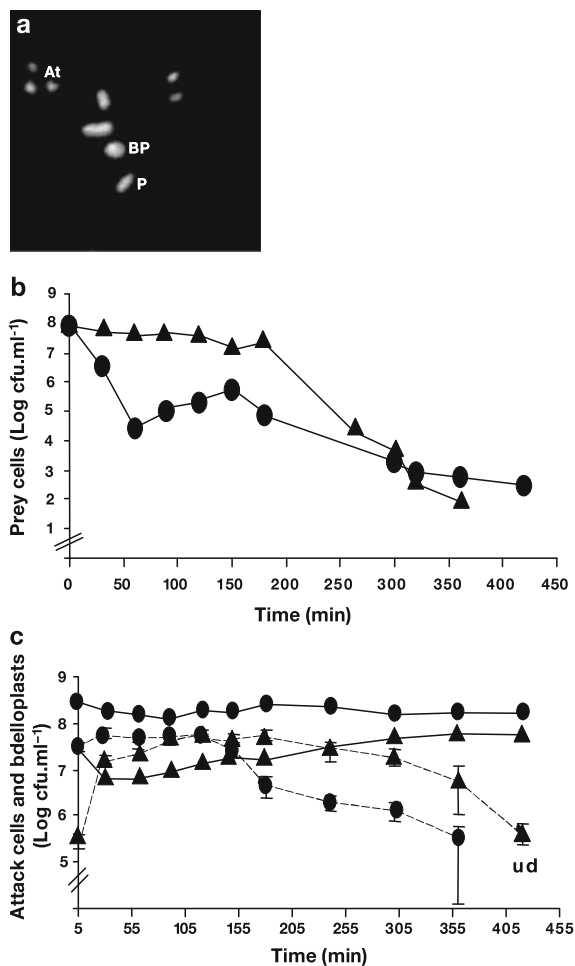 a
At
BP
P
b
9
8
7
6
5
4
3
2
1
Prey cells (Log cfu.ml⁻¹)
0 50 100 150 200 250 300 350 400 450
Time (min)
c
9
8
7
6
5
Attack cells and bdelloplasts
(Log cfu.ml⁻¹)
ud
5 55 105 155 205 255 305 355 405 455
Time (min)